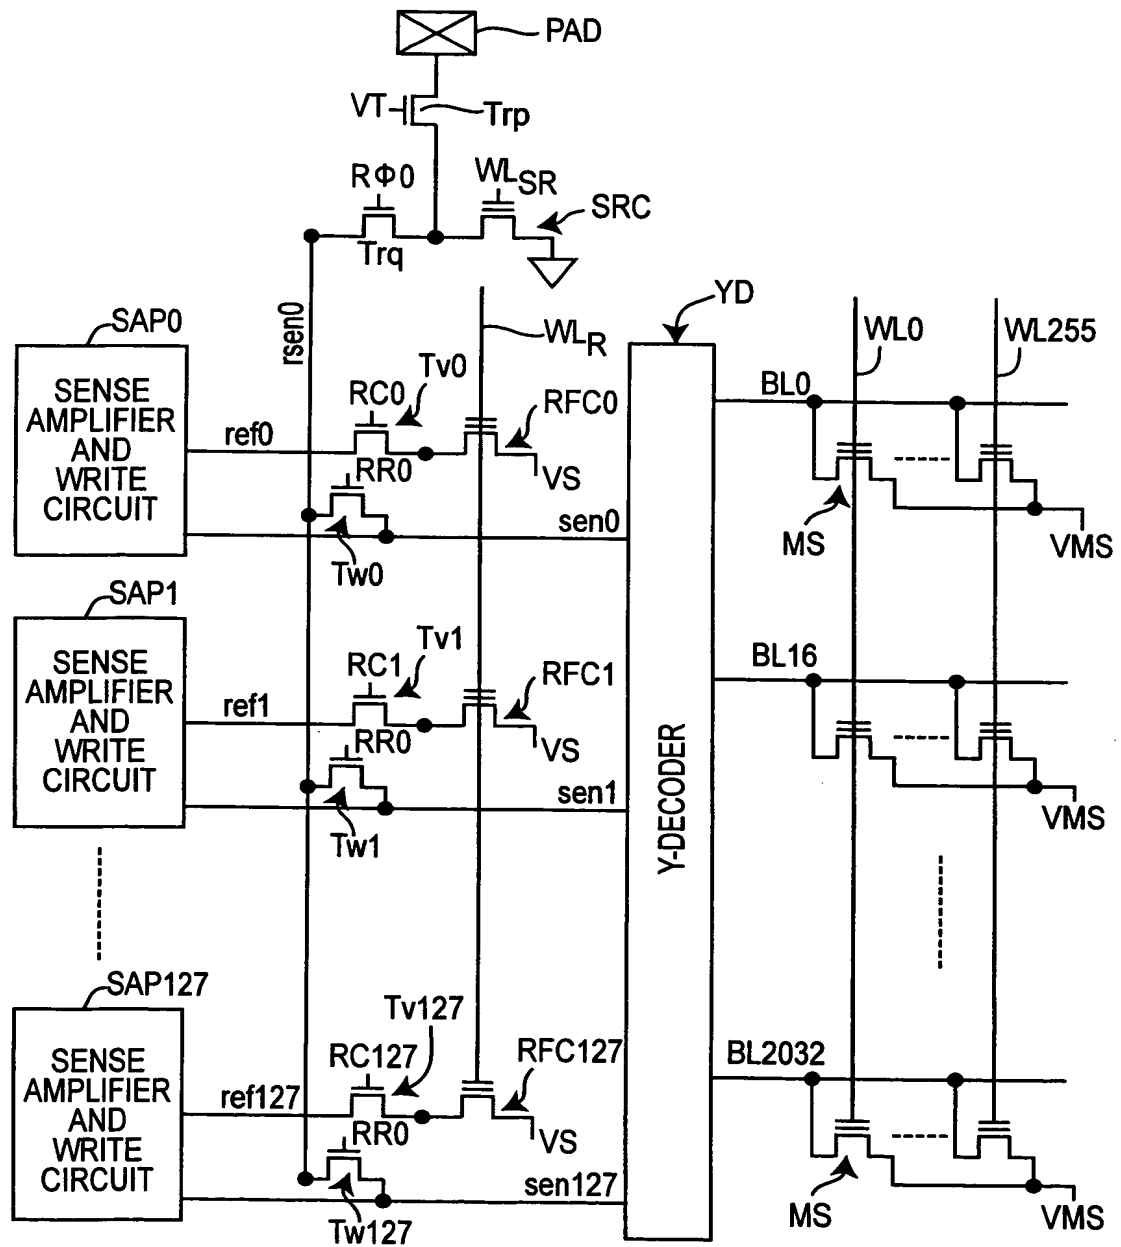 PAD
VT
Trp
RΦ0
WLSR
SRC
Trq
rsen0
YD
SAP0
WLR
WL0
WL255
Tv0
SENSE
AMPLIFIER
AND
WRITE
CIRCUIT
RC0
RFC0
BL0
ref0
RR0
VS
sen0
MS
VMS
Tw0
SAP1
Tv1
SENSE
AMPLIFIER
AND
WRITE
CIRCUIT
RC1
RFC1
BL16
ref1
RR0
VS
sen1
VMS
Tw1
Y-DECODER
SAP127
Tv127
SENSE
AMPLIFIER
AND
WRITE
CIRCUIT
RC127
RFC127
BL2032
ref127
RR0
VS
sen127
MS
VMS
Tw127